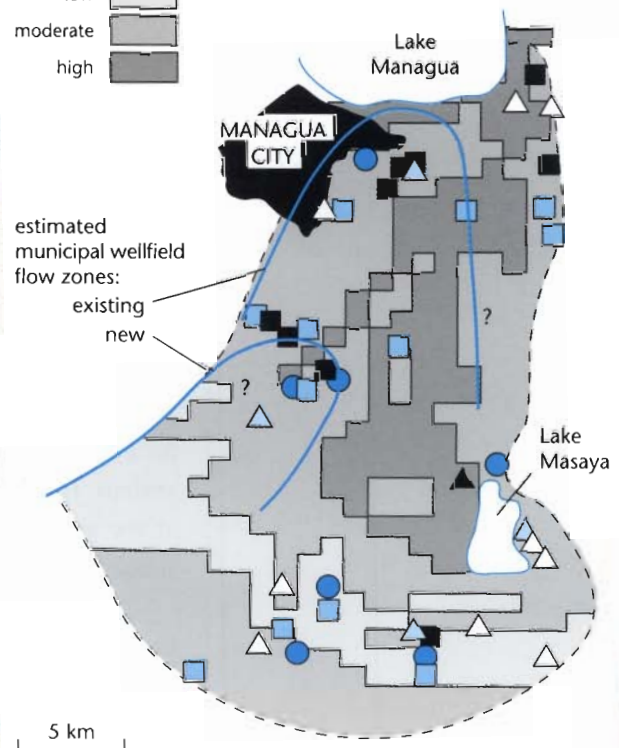 moderate
high
Lake
Managua
MANAGUA
CITY
estimated
municipal wellfield
flow zones:
existing
new
?
?
Lake
Masaya
5 km